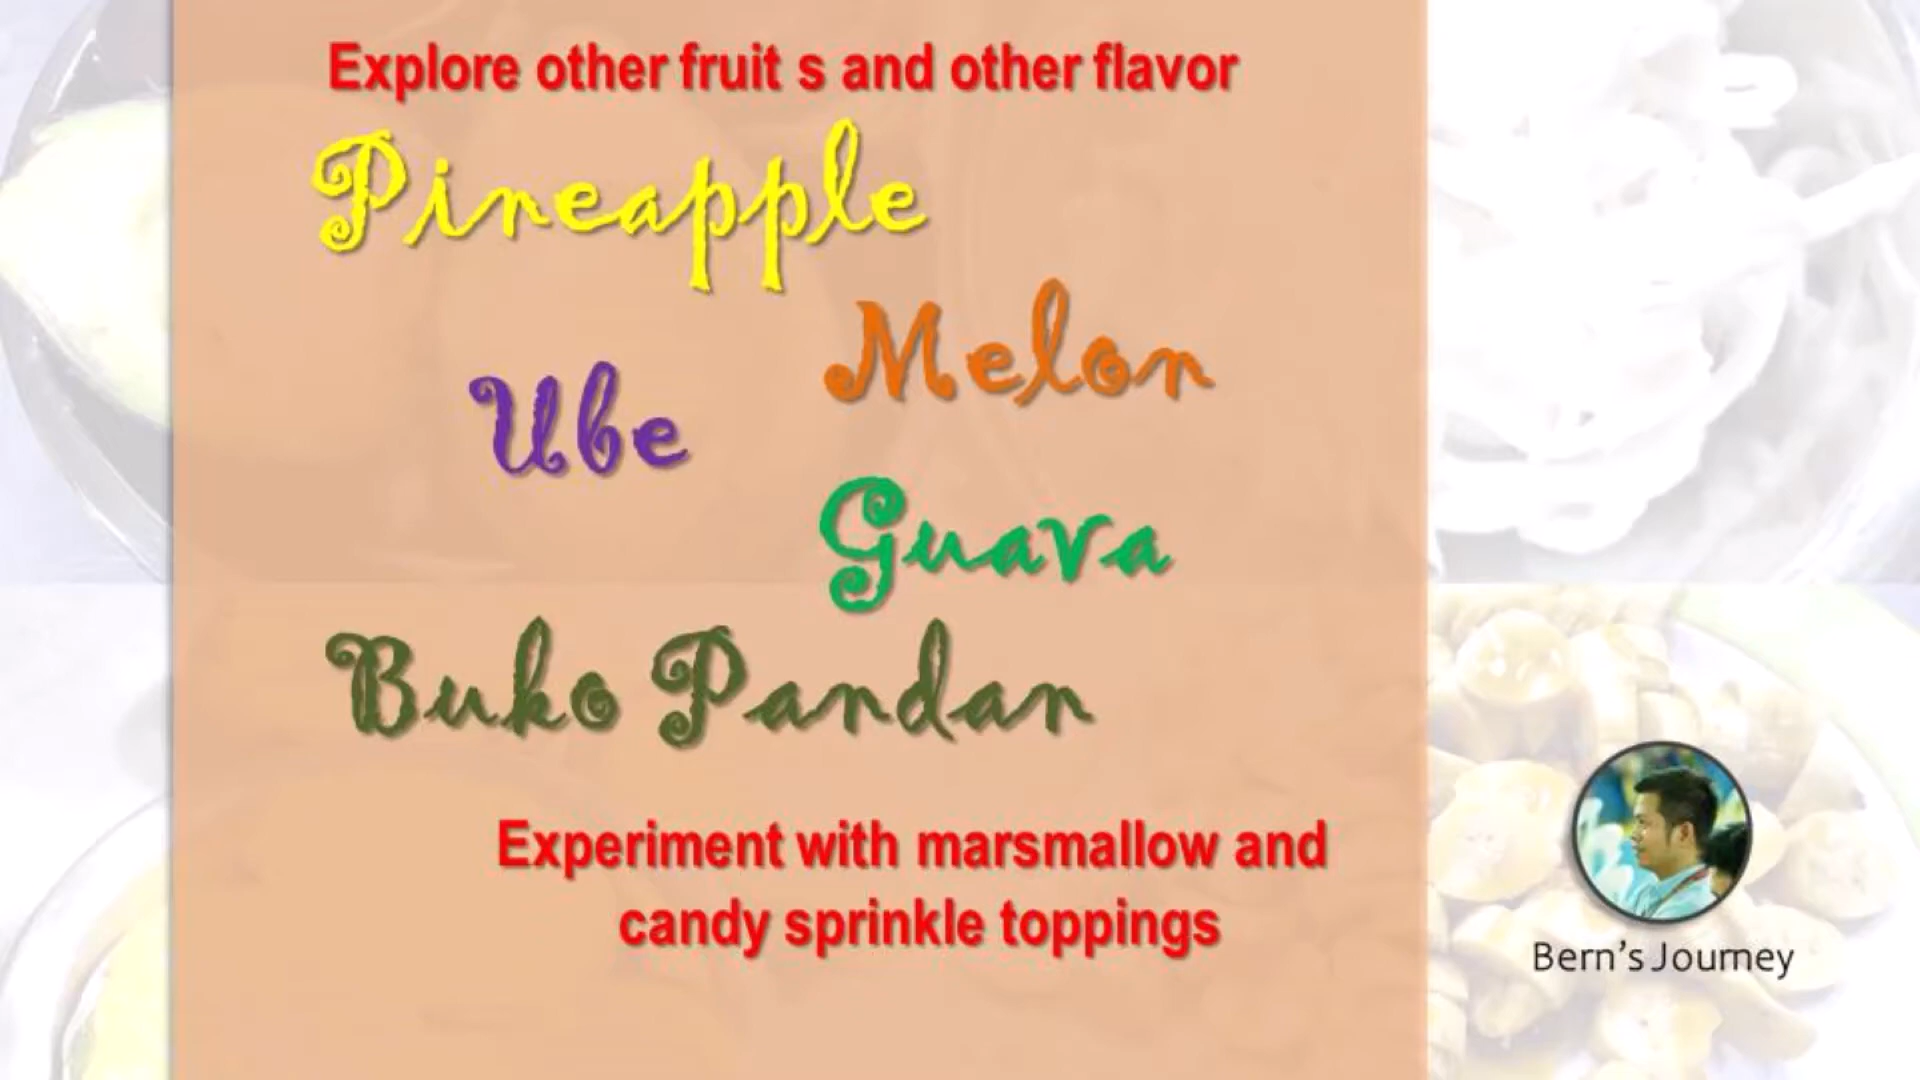 Explore other fruit s and other flavor
Pineapple
Melon
Ube
Guava
Buko Pandan
Experiment with marsmallow and
candy sprinkle toppings
Bern's Journey